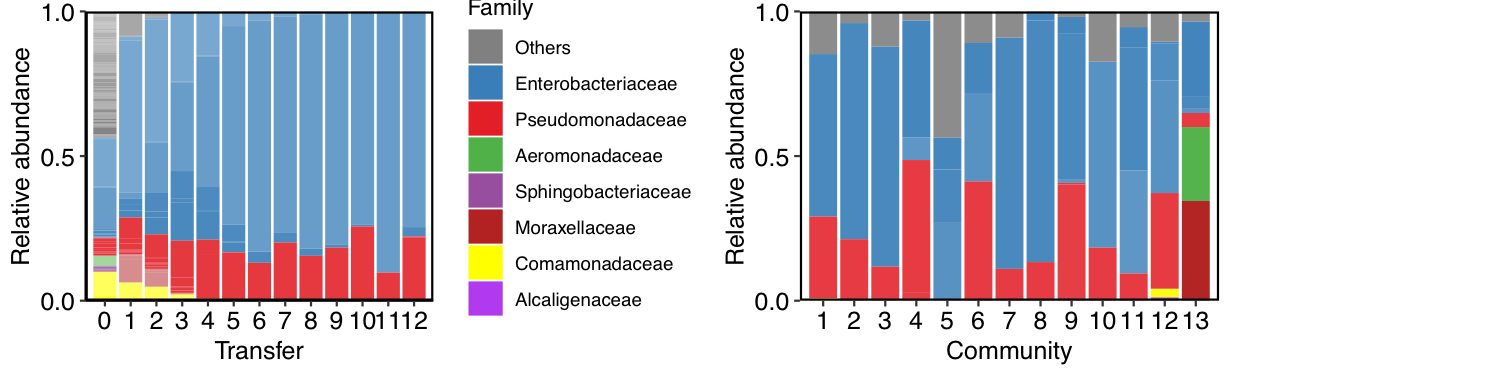 Relative abundance
1.0
0.5
0.0
0 1 2 3 4 5 6 7 8 9 10 11 12
Transfer
Family
Others
Enterobacteriaceae
Pseudomonadaceae
Aeromonadaceae
Sphingobacteriaceae
Moraxellaceae
Comamonadaceae
Alcaligenaceae
Relative abundance
1.0
0.5
0.0
1 2 3 4 5 6 7 8 9 10 11 12 13
Community